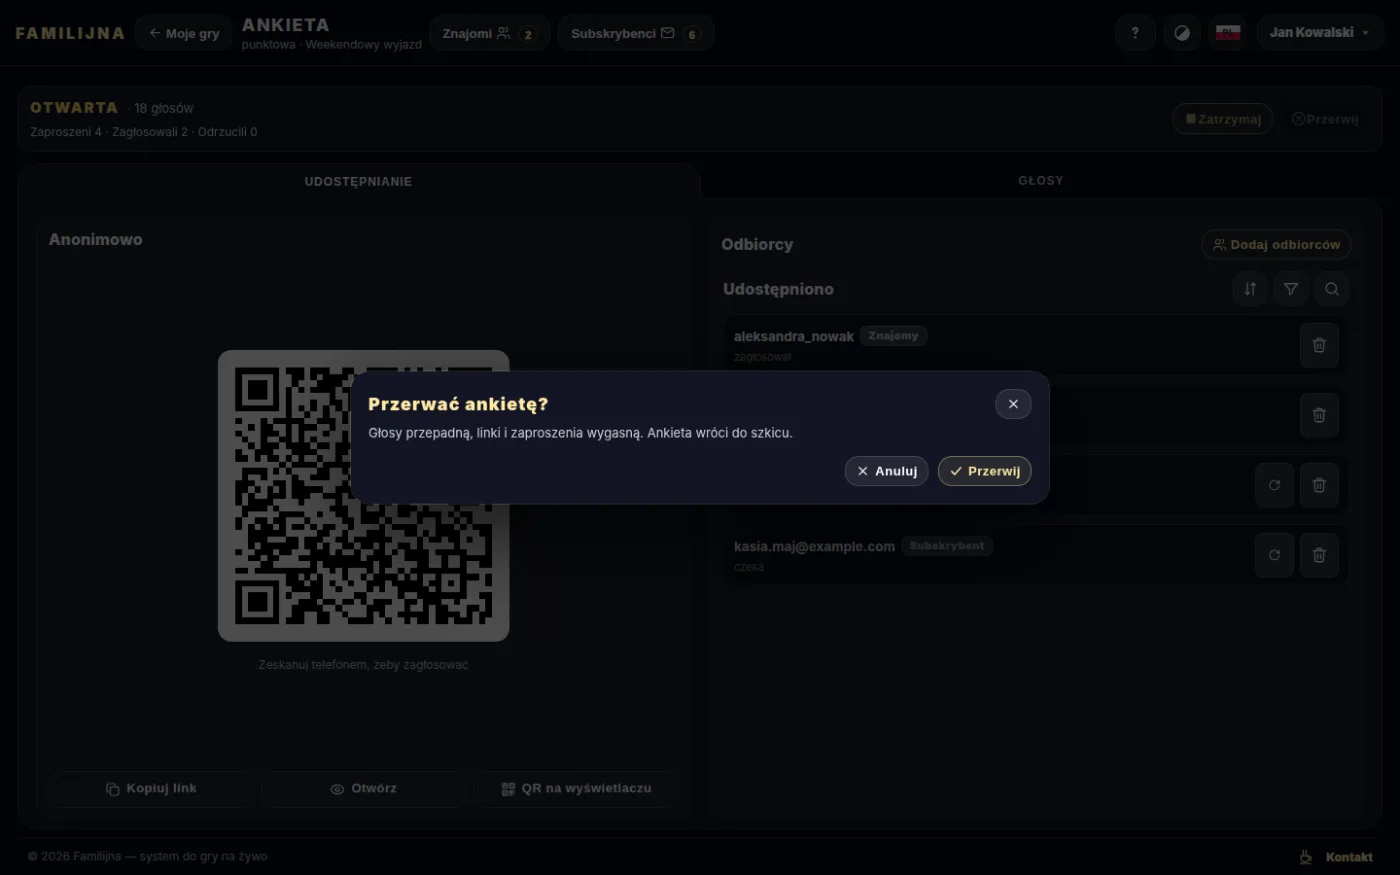 FAMILIJNA
← Moje gry
ANKIETA
punktowa · Weekendowy wyjazd
Znajomi 2
Subskrybenci 6
?
PL
Jan Kowalski
OTWARTA · 18 głosów
Zaproszeni 4 · Zagłosowali 2 · Odrzucili 0
Zatrzymaj
Przerwij
UDOSTĘPNIANIE
GŁOSY
Anonimowo
Odbiorcy
Dodaj odbiorców
Udostępniono
aleksandra_nowak Znajomy
zagłosował
Przerwać ankietę?
Głosy przepadną, linki i zaproszenia wygasną. Ankieta wróci do szkicu.
Anuluj
Przerwij
kasia.maj@example.com Subskrybent
czeka
Zeskanuj telefonem, żeby zagłosować
Kopiuj link
Otwórz
QR na wyświetlaczu
© 2026 Familijna — system do gry na żywo
Kontakt